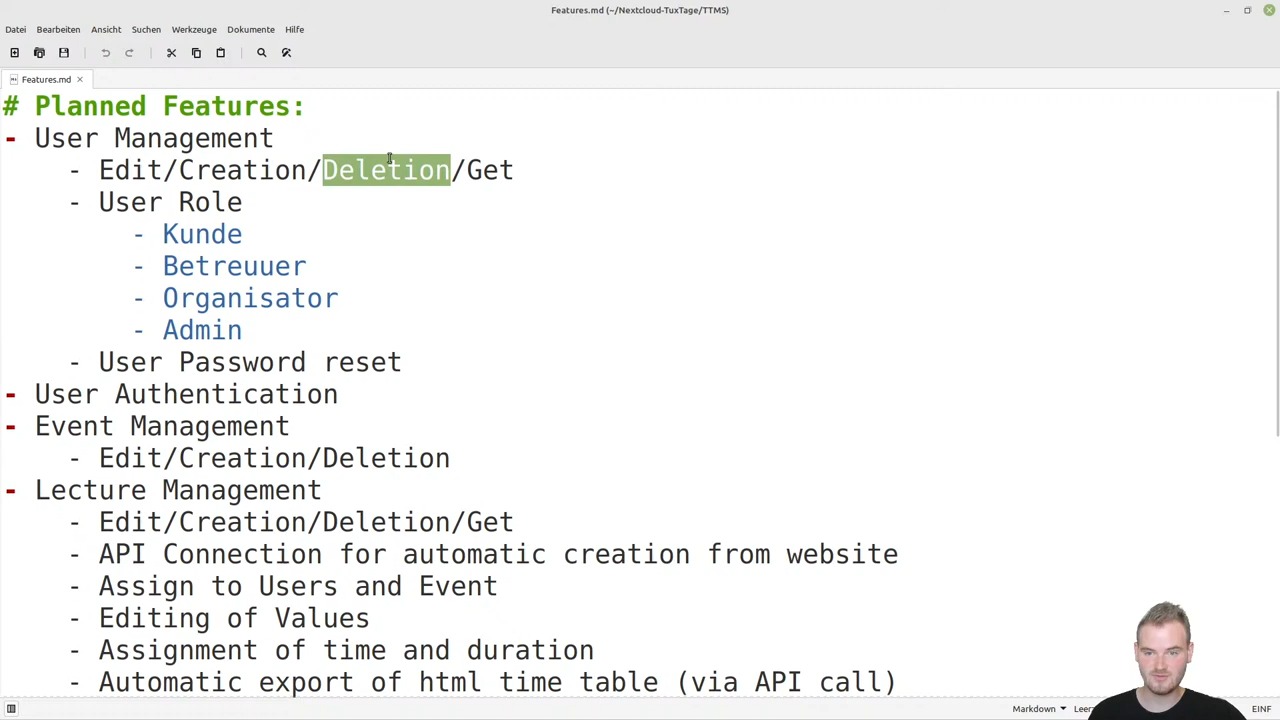 Features.md (~/Nextcloud-TuxTage/TTMS)
Datei Bearbeiten Ansicht Suchen Werkzeuge Dokumente Hilfe
Features.md
# Planned Features:
- User Management
- Edit/Creation/Deletion/Get
- User Role
- Kunde
- Betreuuer
- Organisator
- Admin
- User Password reset
- User Authentication
- Event Management
- Edit/Creation/Deletion
- Lecture Management
- Edit/Creation/Deletion/Get
- API Connection for automatic creation from website
- Assign to Users and Event
- Editing of Values
- Assignment of time and duration
- Automatic export of html time table (via API call)
Markdown EINF